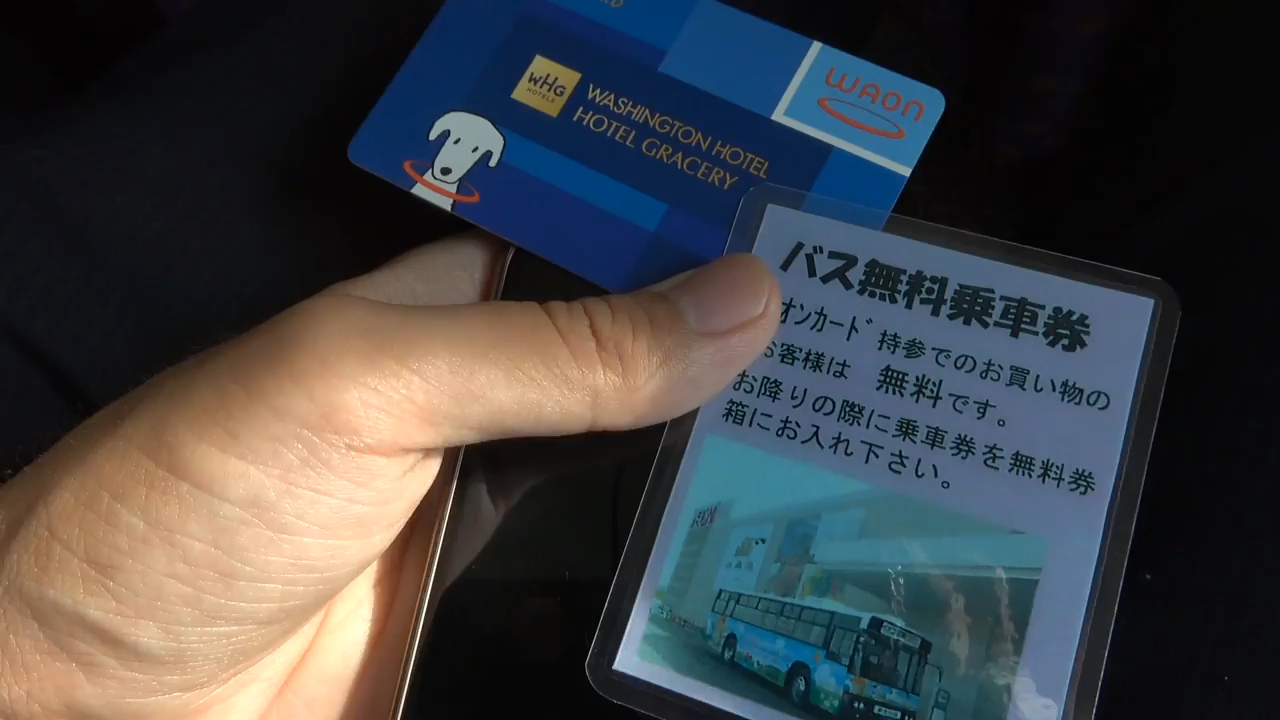 WHG
HOTELS
WASHINGTON HOTEL
HOTEL GRACERY
WAON
バス無料乗車券
オンカード 持参でのお買い物の
お客様は 無料です。
お降りの際に乗車券を無料券
箱にお入れ下さい。